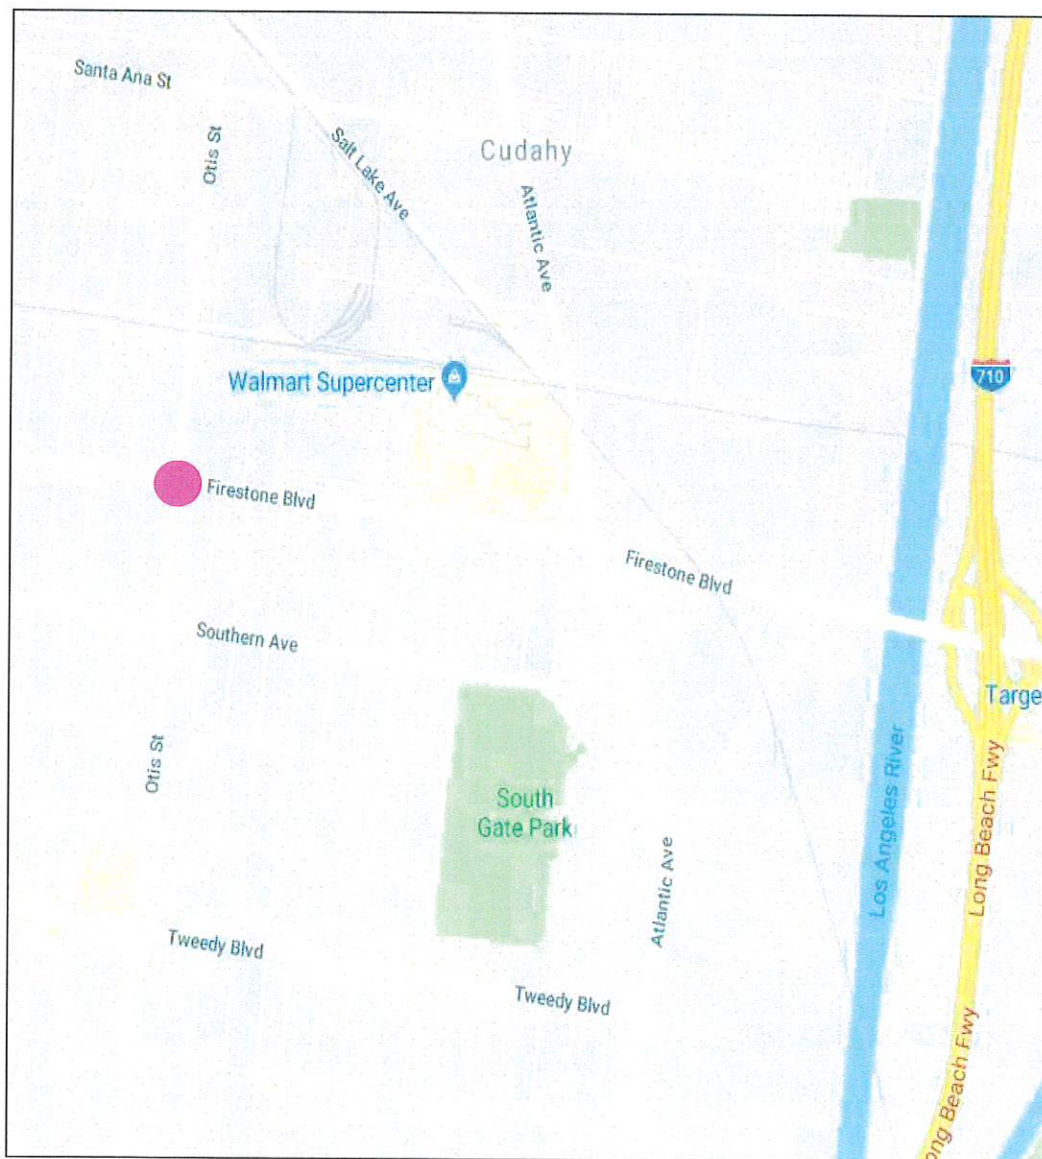 Santa Ana St
Otis St
Salt Lake Ave
Cudahy
Atlantic Ave
Walmart Supercenter
710
Firestone Blvd
Firestone Blvd
Southern Ave
Targe
Otis St
South
Gate Park
Los Angeles River
Long Beach Fwy
Atlantic Ave
Tweedy Blvd
Tweedy Blvd
ong Beach Fwy